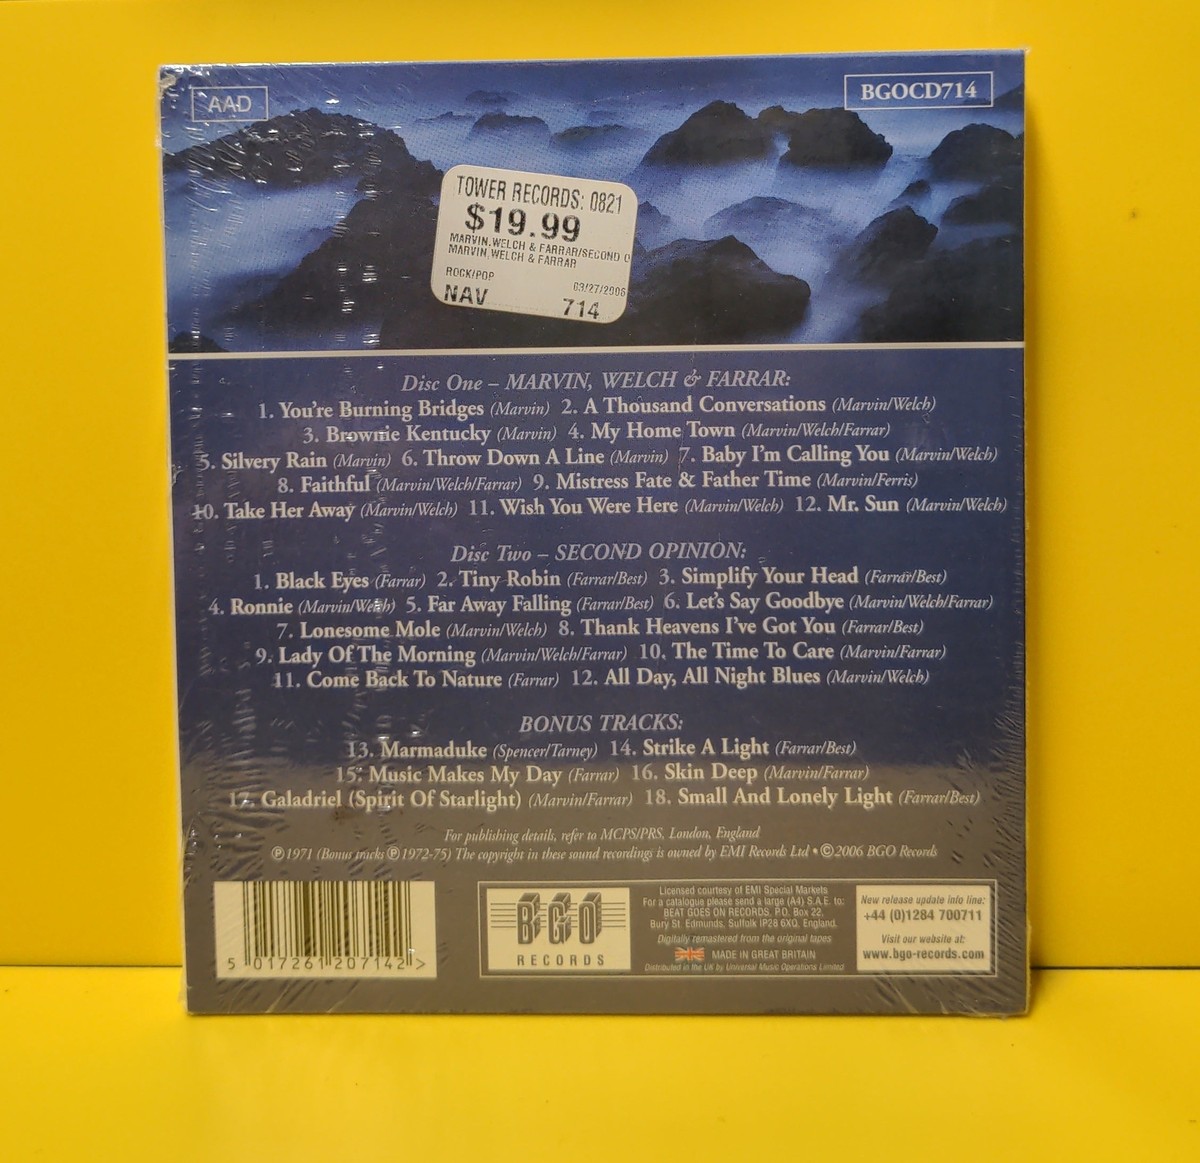 AAD
BGOCD714
TOWER RECORDS: 0821
$19.99
MARVIN,WELCH & FARRAR/SECOND O
MARVIN,WELCH & FARRAR
ROCK/POP
03/27/2006
NAV 714
Disc One – MARVIN, WELCH & FARRAR:
1. You're Burning Bridges (Marvin) 2. A Thousand Conversations (Marvin/Welch)
3. Brownie Kentucky (Marvin) 4. My Home Town (Marvin/Welch/Farrar)
5. Silvery Rain (Marvin) 6. Throw Down A Line (Marvin) 7. Baby I'm Calling You (Marvin/Welch)
8. Faithful (Marvin/Welch/Farrar) 9. Mistress Fate & Father Time (Marvin/Ferris)
10. Take Her Away (Marvin/Welch) 11. Wish You Were Here (Marvin/Welch) 12. Mr. Sun (Marvin/Welch)
Disc Two – SECOND OPINION:
1. Black Eyes (Farrar) 2. Tiny Robin (Farrar/Best) 3. Simplify Your Head (Farrar/Best)
4. Ronnie (Marvin/Welch) 5. Far Away Falling (Farrar/Best) 6. Let's Say Goodbye (Marvin/Welch/Farrar)
7. Lonesome Mole (Marvin/Welch) 8. Thank Heavens I've Got You (Farrar/Best)
9. Lady Of The Morning (Marvin/Welch/Farrar) 10. The Time To Care (Marvin/Farrar)
11. Come Back To Nature (Farrar) 12. All Day, All Night Blues (Marvin/Welch)
BONUS TRACKS:
13. Marmaduke (Spencer/Tarney) 14. Strike A Light (Farrar/Best)
15. Music Makes My Day (Farrar) 16. Skin Deep (Marvin/Farrar)
17. Galadriel (Spirit Of Starlight) (Marvin/Farrar) 18. Small And Lonely Light (Farrar/Best)
For publishing details, refer to MCPS/PRS, London, England
℗1971 (Bonus tracks ℗1972-75) The copyright in these sound recordings is owned by EMI Records Ltd • ©2006 BGO Records
5 017261 207142 >
BGO
RECORDS
Licensed courtesy of EMI Special Markets
For a catalogue please send a large (A4) S.A.E. to:
BEAT GOES ON RECORDS, P.O. Box 22,
Bury St. Edmunds, Suffolk IP28 6XQ, England.
Digitally remastered from the original tapes
MADE IN GREAT BRITAIN
Distributed in the UK by Universal Music Operations Limited
New release update info line:
+44 (0)1284 700711
Visit our website at:
www.bgo-records.com